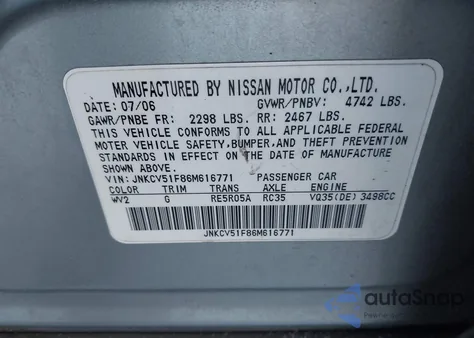 MANUFACTURED BY NISSAN MOTOR CO.,LTD.
DATE: 07/06 GVWR/PNBV: 4742 LBS.
GAWR/PNBE FR: 2298 LBS. RR: 2467 LBS.
THIS VEHICLE CONFORMS TO ALL APPLICABLE FEDERAL
MOTOR VEHICLE SAFETY, BUMPER, AND THEFT PREVENTION
STANDARDS IN EFFECT ON THE DATE OF MANUFACTURE
SHOWN ABOVE.
VIN: JNKCV51F86M616771 PASSENGER CAR
COLOR TRIM TRANS AXLE ENGINE
WV2 G RE5R05A RC35 VQ35(DE) 3498CC
JNKCV51F86M616771
autoSnap